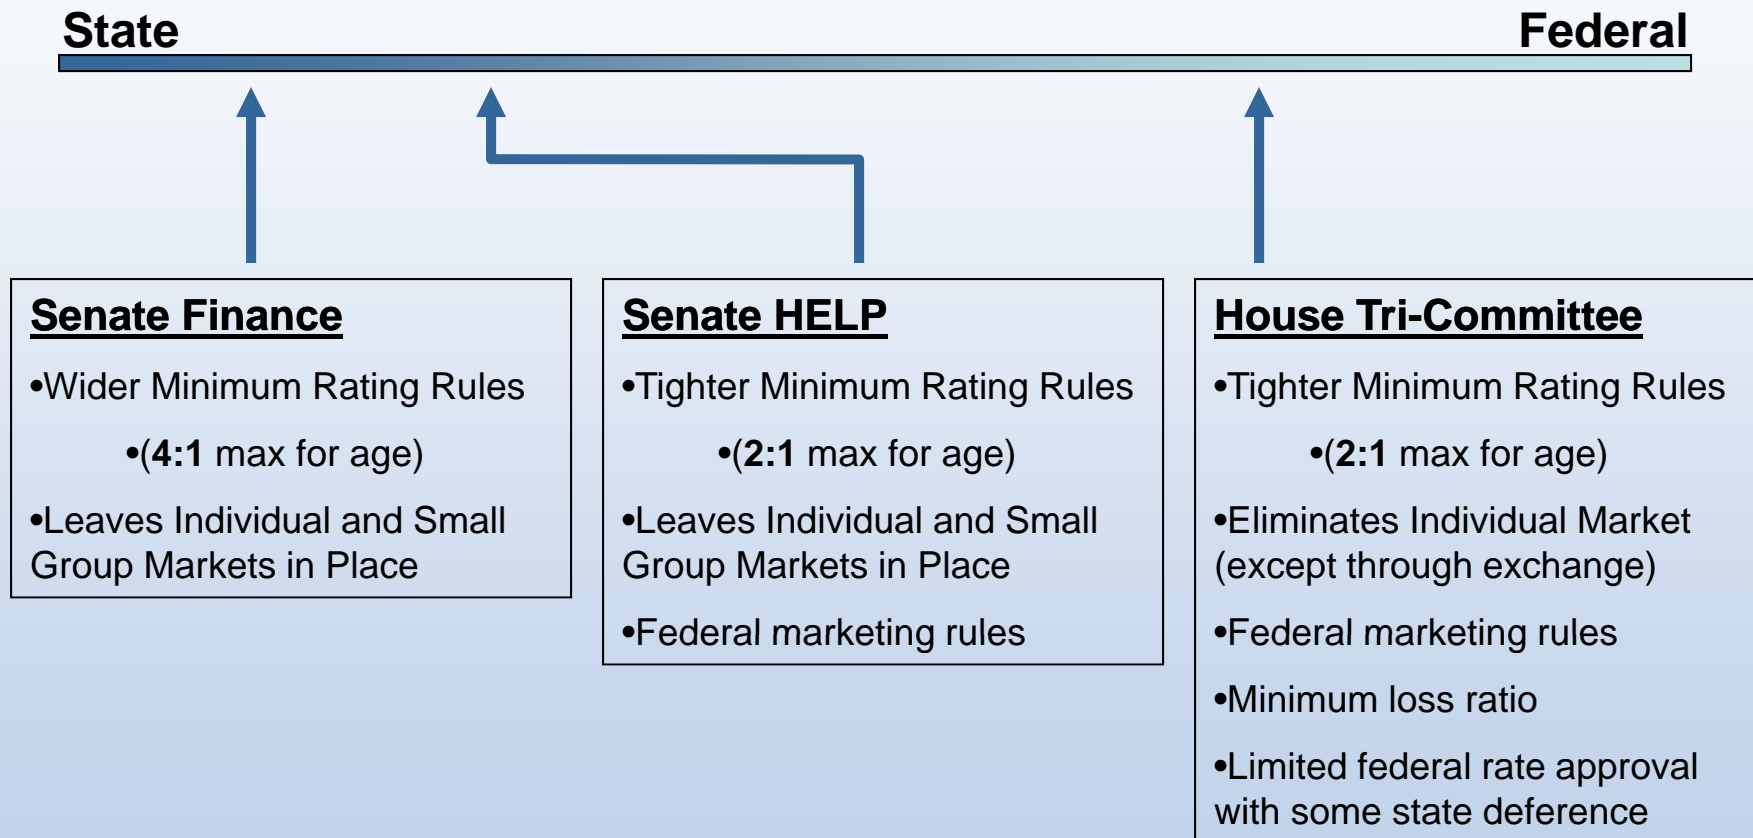 State
Federal
Senate Finance
•Wider Minimum Rating Rules
•(4:1 max for age)
•Leaves Individual and Small
Group Markets in Place
Senate HELP
•Tighter Minimum Rating Rules
•(2:1 max for age)
•Leaves Individual and Small
Group Markets in Place
•Federal marketing rules
House Tri-Committee
•Tighter Minimum Rating Rules
•(2:1 max for age)
•Eliminates Individual Market
(except through exchange)
•Federal marketing rules
•Minimum loss ratio
•Limited federal rate approval
with some state deference